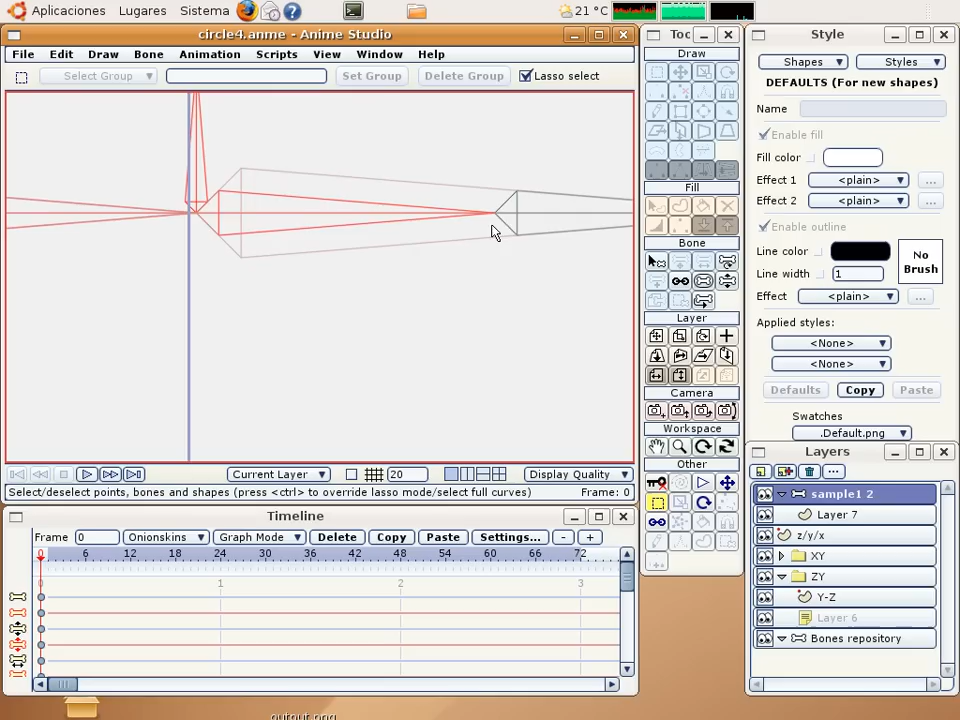 Aplicaciones Lugares Sistema 21 °C
circle4.anme - Anime Studio
File Edit Draw Bone Animation Scripts View Window Help
Select Group Set Group Delete Group Lasso select
Current Layer 20 Display Quality
Select/deselect points, bones and shapes (press <ctrl> to override lasso mode/select full curves) Frame: 0
Timeline
Frame 0 Onionskins Graph Mode Delete Copy Paste Settings... - +
0 6 12 18 24 30 36 42 48 54 60 66 72
0 1 2 3
output.png
Draw
Fill
Bone
Layer
Camera
Workspace
Other
Style
Shapes Styles
DEFAULTS (For new shapes)
Name
Enable fill
Fill color
Effect 1 <plain> ...
Effect 2 <plain> ...
Enable outline
Line color
No Brush
Line width 1
Effect <plain> ...
Applied styles:
<None>
<None>
Defaults Copy Paste
Swatches
.Default.png
Layers
sample1 2
Layer 7
z/y/x
XY
ZY
Y-Z
Layer 6
Bones repository